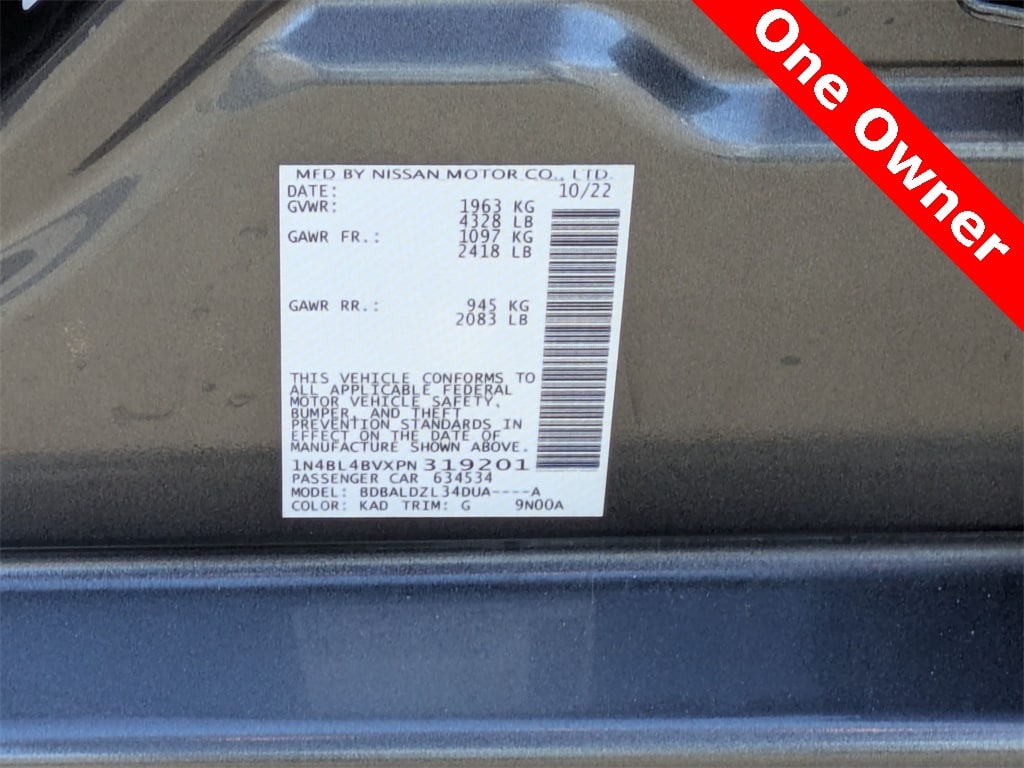 One Owner
MFD BY NISSAN MOTOR CO., LTD.
DATE: 10/22
GVWR: 1963 KG
4328 LB
GAWR FR.: 1097 KG
2418 LB
GAWR RR.: 945 KG
2083 LB
THIS VEHICLE CONFORMS TO
ALL APPLICABLE FEDERAL
MOTOR VEHICLE SAFETY,
BUMPER, AND THEFT
PREVENTION STANDARDS IN
EFFECT ON THE DATE OF
MANUFACTURE SHOWN ABOVE.
1N4BL4BVXPN319201
PASSENGER CAR 634534
MODEL: BDBALDZL34DUA----A
COLOR: KAD TRIM: G 9N00A